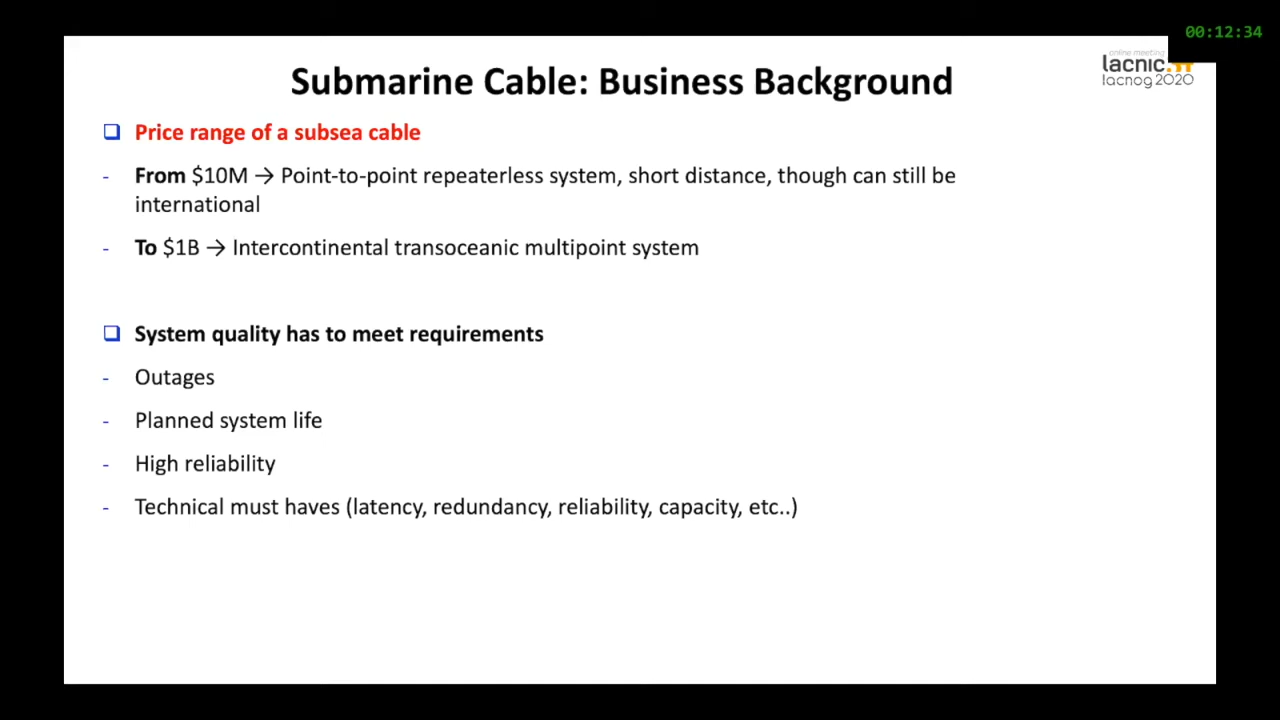 00:12:34
online meeting
lacnic
lacnog 2020
Submarine Cable: Business Background
❑ Price range of a subsea cable
- From $10M → Point-to-point repeaterless system, short distance, though can still be
international
- To $1B → Intercontinental transoceanic multipoint system
❑ System quality has to meet requirements
- Outages
- Planned system life
- High reliability
- Technical must haves (latency, redundancy, reliability, capacity, etc..)